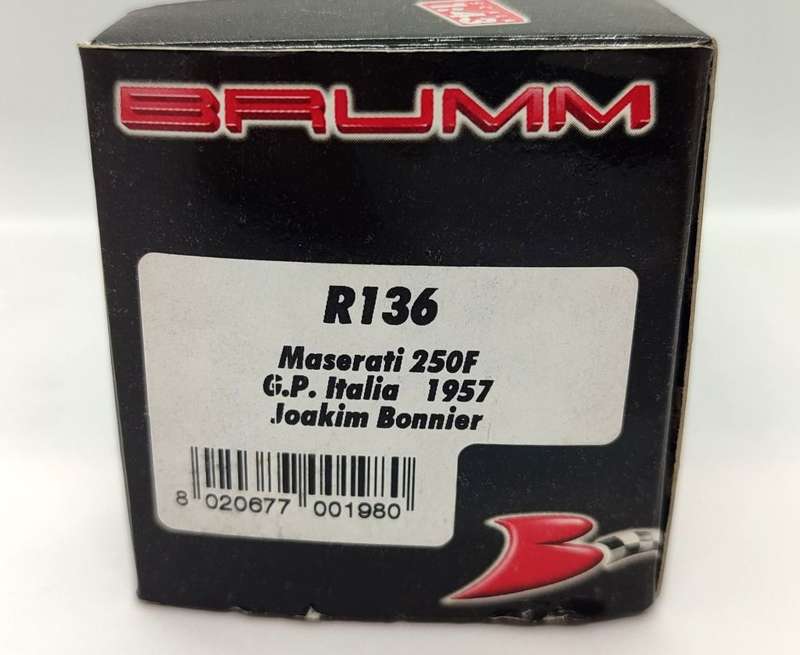 BRUMM
R136
Maserati 250F
G.P. Italia 1957
Joakim Bonnier
8 020677 001980